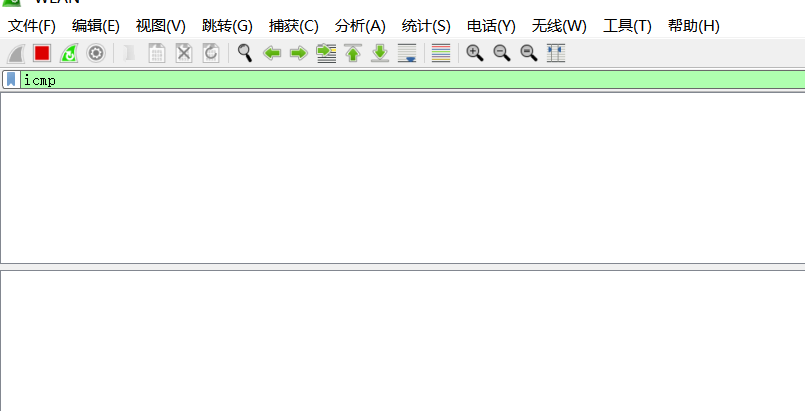 WLAN
文件(F) 编辑(E) 视图(V) 跳转(G) 捕获(C) 分析(A) 统计(S) 电话(Y) 无线(W) 工具(T) 帮助(H)
icmp